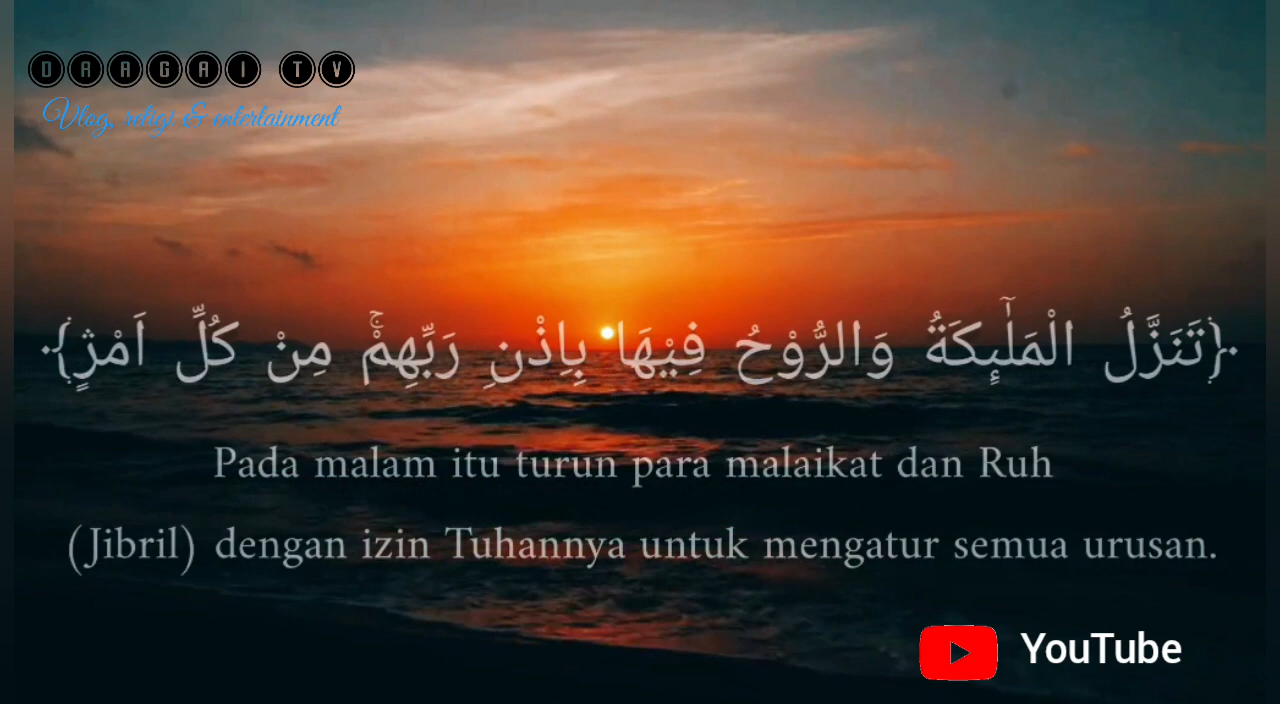 DAAGAI TV
Vlog, religi & entertainment
﴿تَنَزَّلُ الْمَلٰۤىِٕكَةُ وَالرُّوْحُ فِيْهَا بِاِذْنِ رَبِّهِمْۚ مِنْ كُلِّ اَمْرٍۛ﴾
Pada malam itu turun para malaikat dan Ruh
(Jibril) dengan izin Tuhannya untuk mengatur semua urusan.
YouTube